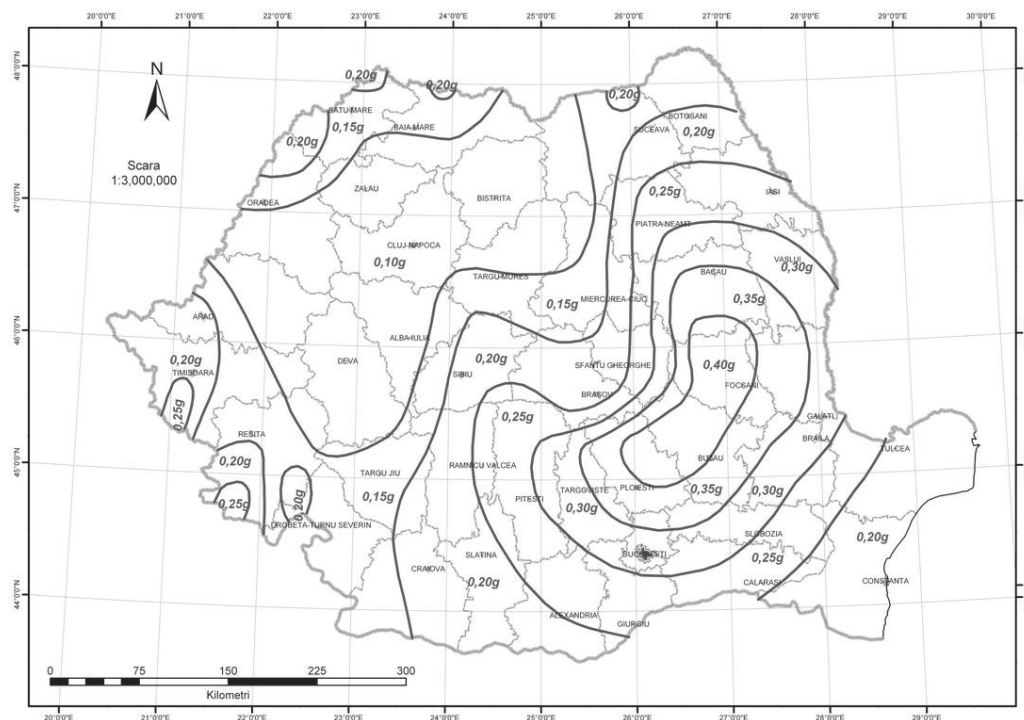 20°0'0"E 21°0'0"E 22°0'0"E 23°0'0"E 24°0'0"E 25°0'0"E 26°0'0"E 27°0'0"E 28°0'0"E 29°0'0"E 30°0'0"E
48°0'0"N
47°0'0"N
46°0'0"N
45°0'0"N
44°0'0"N
N
Scara
1:3,000,000
0,20g
0,20g
0,20g
SATU-MARE
0,15g
BAIA-MARE
0,20g
BOTOSANI
SUCEAVA
0,20g
ZALAU
BISTRITA
0,25g
IASI
ORADEA
PIATRA-NEAMT
CLUJ-NAPOCA
0,10g
TARGU-MURES
BACAU
VASLUI
0,30g
0,15g
MIERCUREA-CIUC
0,35g
ARAD
ALBA-IULIA
0,20g
TIMISOARA
0,25g
DEVA
0,20g
SIBIU
SFANTU GHEORGHE
0,40g
FOCSANI
BRASOV
0,25g
GALATI
BRAILA
TULCEA
RESITA
0,20g
0,25g
0,20g
TARGU JIU
0,15g
RAMNICU VALCEA
BUZAU
PITESTI
TARGOVISTE
PLOIESTI
0,35g
0,30g
0,30g
DROBETA-TURNU SEVERIN
SLOBOZIA
0,20g
SLATINA
BUCURESTI
0,25g
CRAIOVA
0,20g
CALARASI
CONSTANTA
ALEXANDRIA
GIURGIU
0 75 150 225 300
Kilometri
20°0'0"E 21°0'0"E 22°0'0"E 23°0'0"E 24°0'0"E 25°0'0"E 26°0'0"E 27°0'0"E 28°0'0"E 29°0'0"E